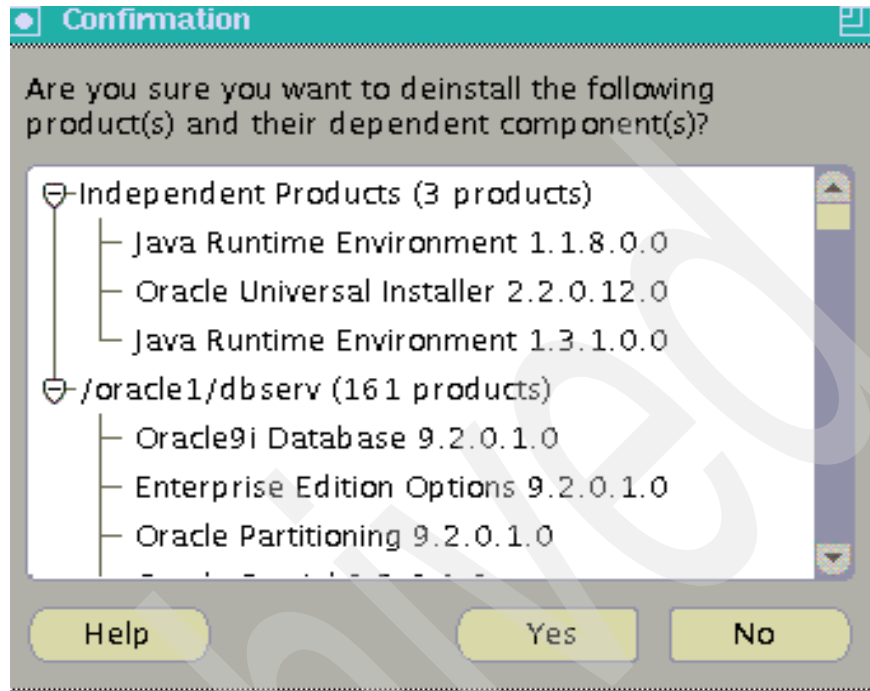 Confirmation
Are you sure you want to deinstall the following
product(s) and their dependent component(s)?
Independent Products (3 products)
Java Runtime Environment 1.1.8.0.0
Oracle Universal Installer 2.2.0.12.0
Java Runtime Environment 1.3.1.0.0
/oracle1/dbserv (161 products)
Oracle9i Database 9.2.0.1.0
Enterprise Edition Options 9.2.0.1.0
Oracle Partitioning 9.2.0.1.0
Help
Yes
No